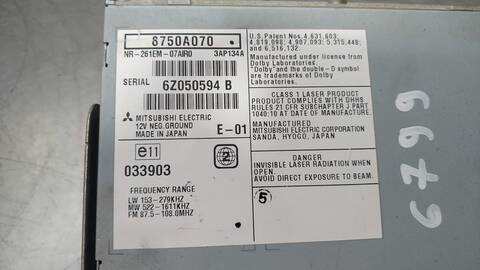 8750A070
NR-261EM-07AIR0 3AP134A
SERIAL 6Z050594 B
MITSUBISHI ELECTRIC
12V NEG.GROUND
MADE IN JAPAN E-01
e11
2
033903
FREQUENCY RANGE
LW 153-279KHZ
MW 522-1611KHZ
FM 87.5-108.0MHZ
U.S.Patent Nos. 4,631,603;
4,819,098; 4,907,093; 5,315,448;
and 6,516,132.
Manufactured under license from
Dolby Laboratories.
"Dolby" and the double-D symbol
are trademarks of Dolby
Laboratories.
CLASS 1 LASER PRODUCT
PRODUCT COMPLIES WITH DHHS
RULES 21 CFR SUBCHAPTER J PART
1040:10 AT DATE OF MANUFACTURE.
MANUFACTURED
MITSUBISHI ELECTRIC CORPORATION
SANDA, HYOGO, JAPAN
DANGER
INVISIBLE LASER RADIATION WHEN
OPEN.
AVOID DIRECT EXPOSURE TO BEAM.
5
6799